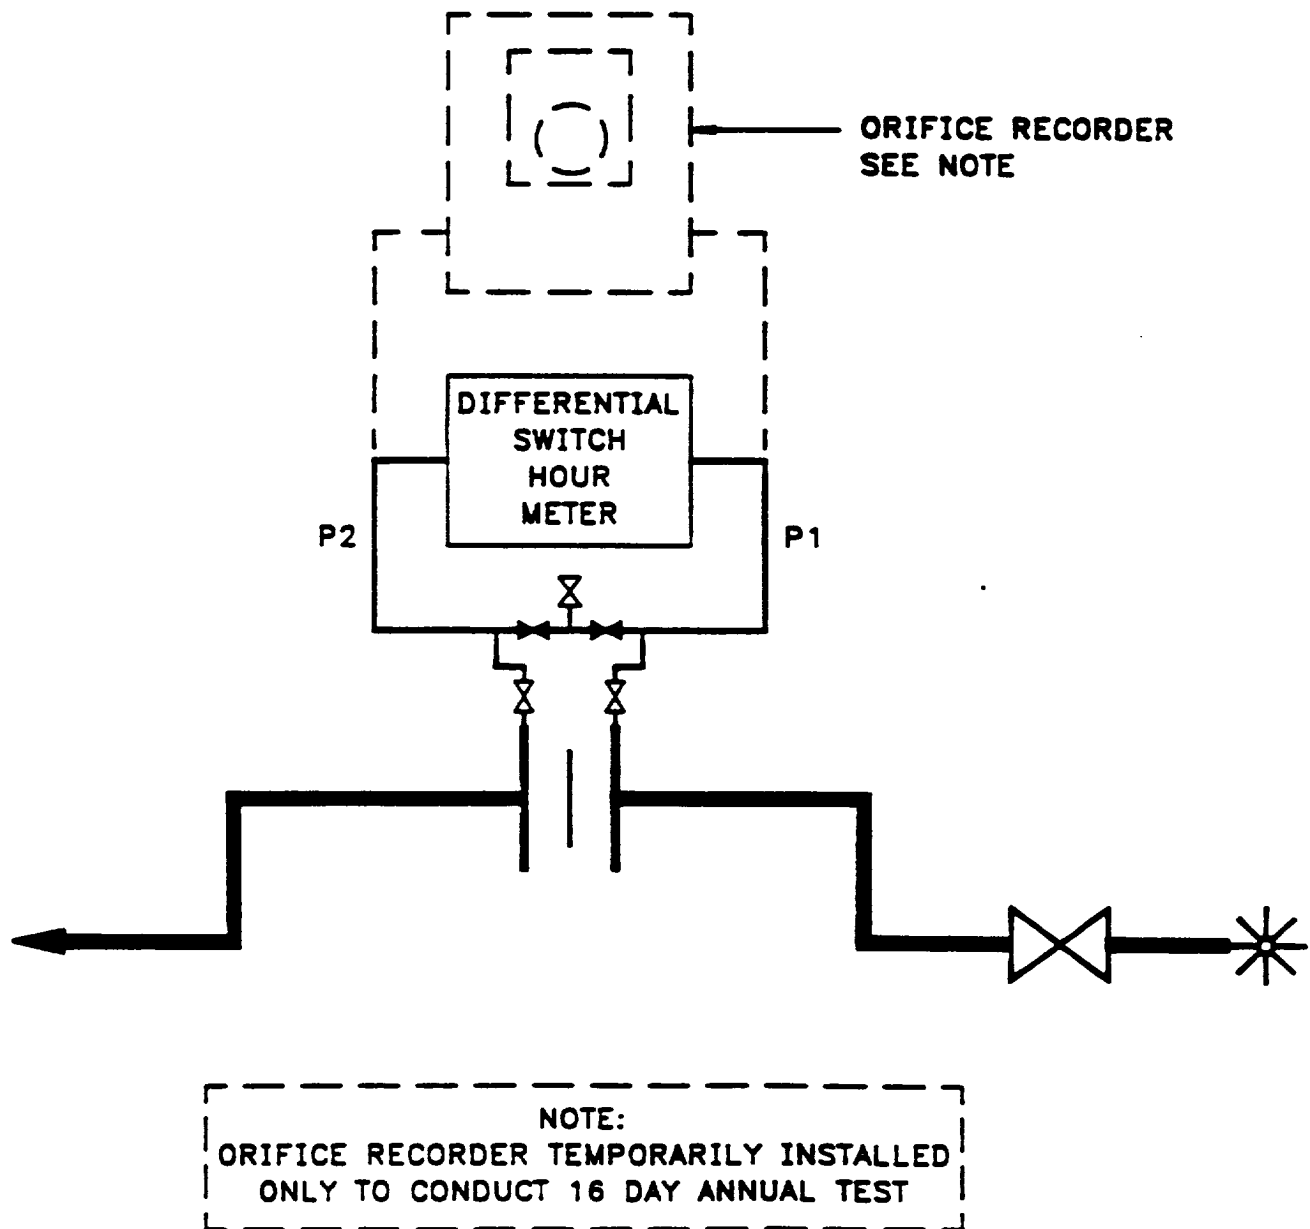 ORIFICE RECORDER
SEE NOTE
DIFFERENTIAL
SWITCH
HOUR
METER
P2
P1
NOTE:
ORIFICE RECORDER TEMPORARILY INSTALLED
ONLY TO CONDUCT 16 DAY ANNUAL TEST